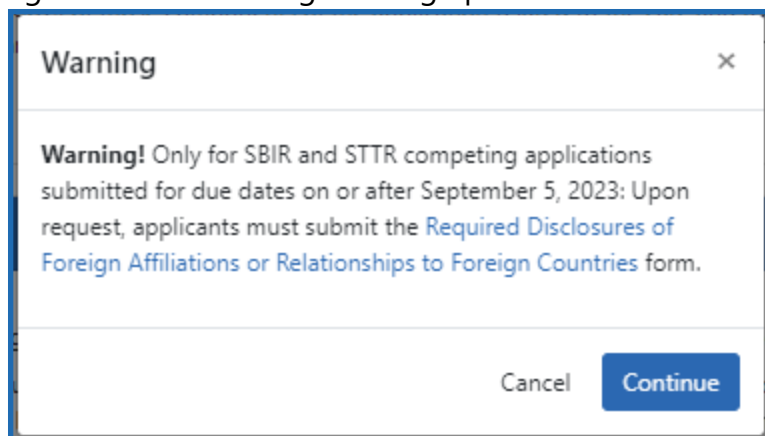 Warning ×
Warning! Only for SBIR and STTR competing applications
submitted for due dates on or after September 5, 2023: Upon
request, applicants must submit the Required Disclosures of
Foreign Affiliations or Relationships to Foreign Countries form.
Cancel Continue